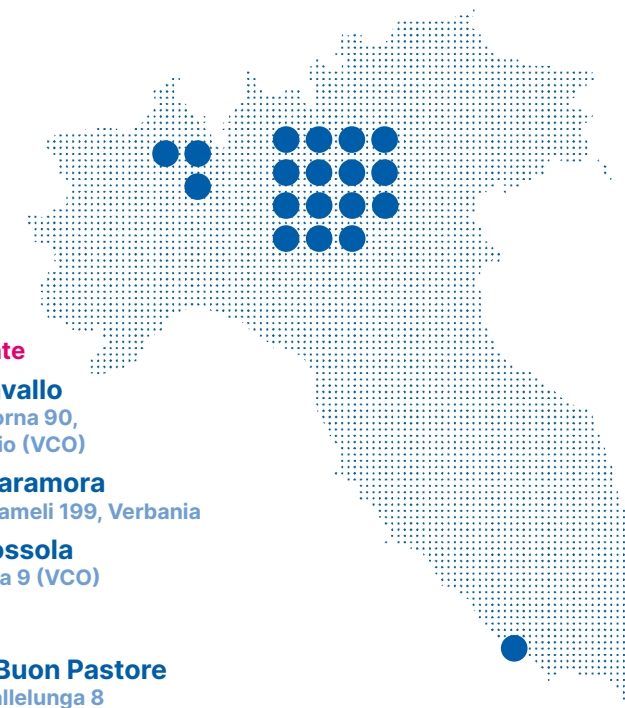 te
vallo
orna 90,
io (VCO)
aramora
ameli 199, Verbania
ossola
a 9 (VCO)
Buon Pastore
allelunga 8